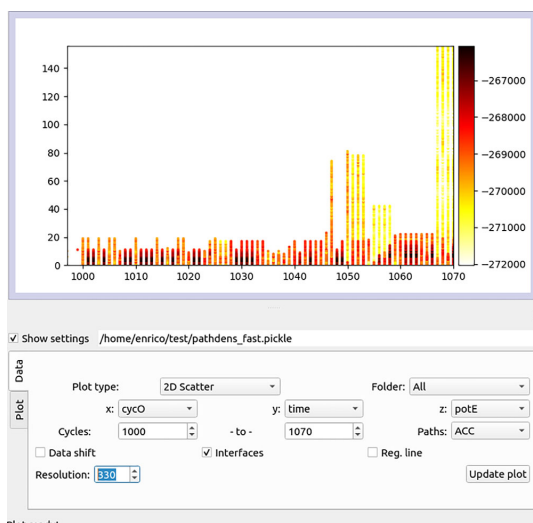 140
120
100
80
60
40
20
0
1000 1010 1020 1030 1040 1050 1060 1070
−267000
−268000
−269000
−270000
−271000
−272000
Show settings /home/enrico/test/pathdens_fast.pickle
Data
Plot
Plot type: 2D Scatter Folder: All
x: cycO y: time z: potE
Cycles: 1000 - to - 1070 Paths: ACC
Data shift Interfaces Reg. line
Resolution: 330 Update plot